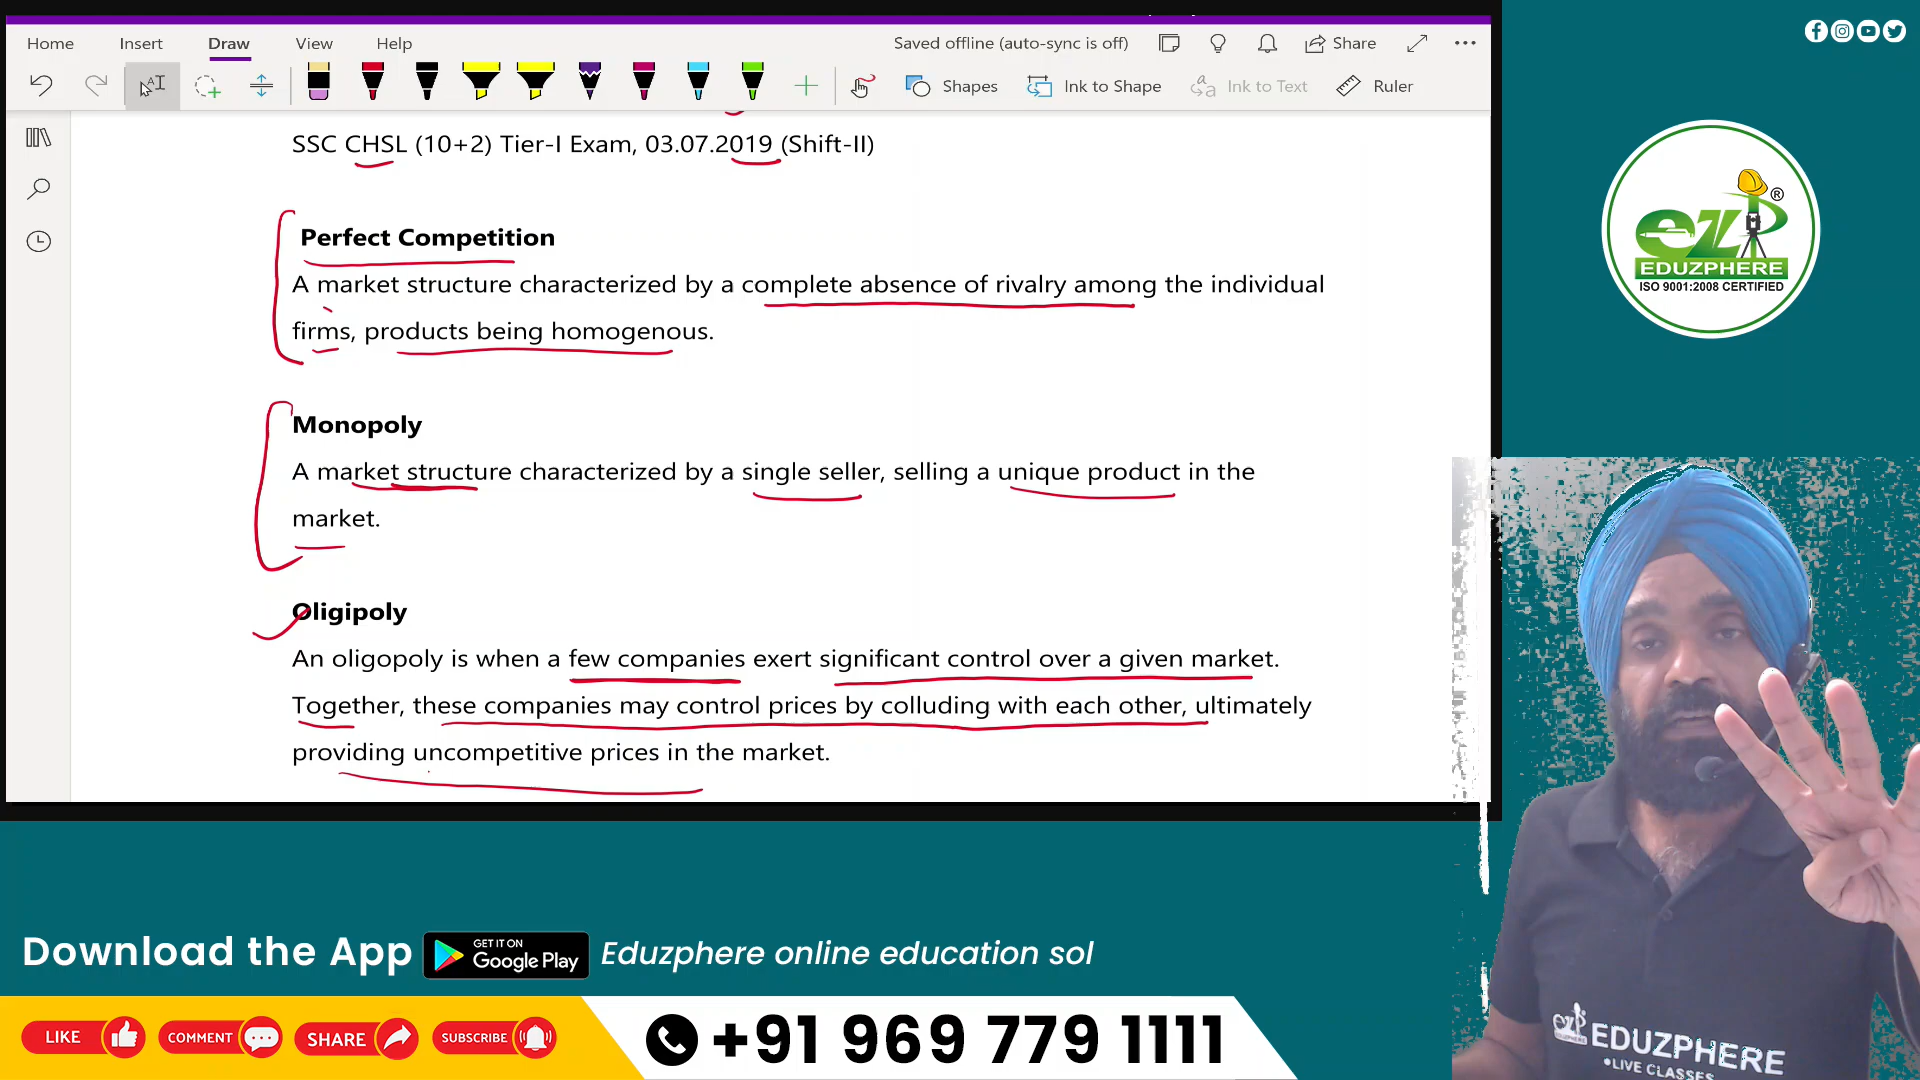 Home Insert Draw View Help Saved offline (auto-sync is off) Share
Shapes Ink to Shape Ink to Text Ruler
SSC CHSL (10+2) Tier-I Exam, 03.07.2019 (Shift-II)
Perfect Competition
A market structure characterized by a complete absence of rivalry among the individual
firms, products being homogenous.
Monopoly
A market structure characterized by a single seller, selling a unique product in the
market.
Oligipoly
An oligopoly is when a few companies exert significant control over a given market.
Together, these companies may control prices by colluding with each other, ultimately
providing uncompetitive prices in the market.
ezp
®
EDUZPHERE
ISO 9001:2008 CERTIFIED
ezp EDUZPHERE
•LIVE CLASSES
Download the App GET IT ON Google Play Eduzphere online education sol
LIKE COMMENT SHARE SUBSCRIBE +91 969 779 1111